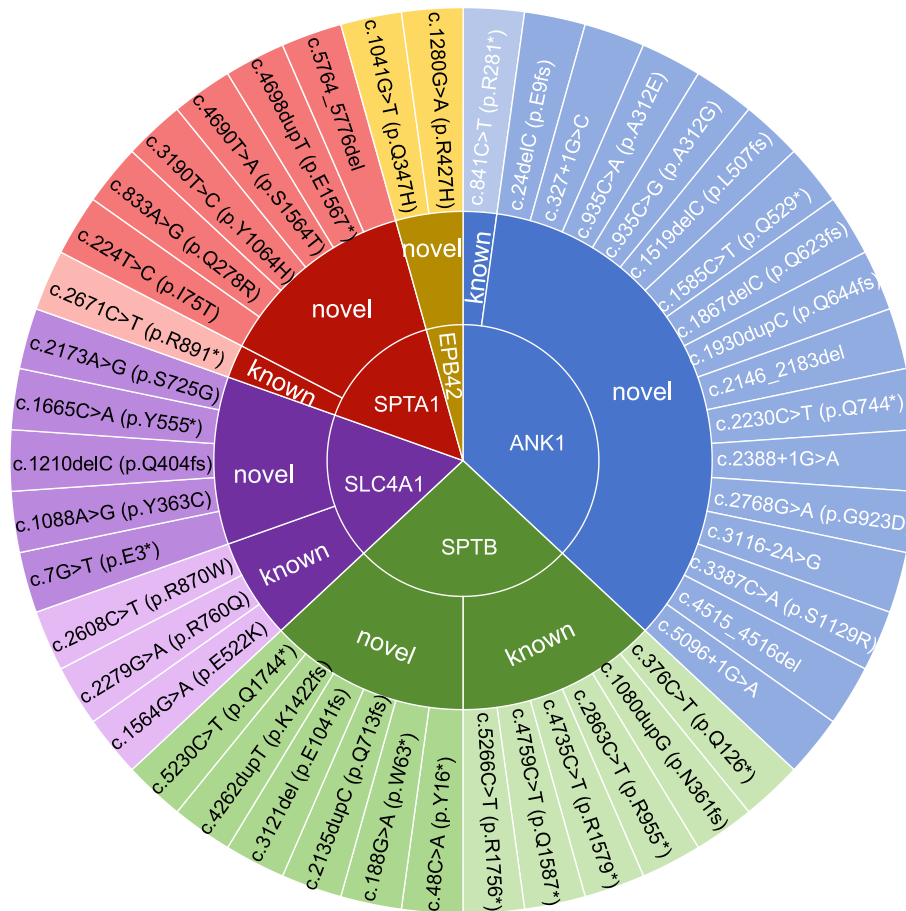 ANK1
known
c.841C>T (p.R281*)
novel
c.24delC (p.E9fs)
c.327+1G>C
c.935C>A (p.A312E)
c.935C>G (p.A312G)
c.1519delC (p.L507fs)
c.1585C>T (p.Q529*)
c.1867delC (p.Q623fs)
c.1930dupC (p.Q644fs)
c.2146_2183del
c.2230C>T (p.Q744*)
c.2388+1G>A
c.2768G>A (p.G923D
c.3116-2A>G
c.3387C>A (p.S1129R)
c.4515_4516del
c.5096+1G>A
SPTB
known
c.376C>T (p.Q126*)
c.1080dupG (p.N361fs)
c.2863C>T (p.R955*)
c.4735C>T (p.R1579*)
c.4759C>T (p.Q1587*)
c.5266C>T (p.R1756*)
novel
c.48C>A (p.Y16*)
c.188G>A (p.W63*)
c.2135dupC (p.Q713fs)
c.3121del (p.E1041fs)
c.4262dupT (p.K1422fs)
c.5230C>T (p.Q1744*)
SLC4A1
known
c.1564G>A (p.E522K)
c.2279G>A (p.R760Q)
c.2608C>T (p.R870W)
novel
c.7G>T (p.E3*)
c.1088A>G (p.Y363C)
c.1210delC (p.Q404fs)
c.1665C>A (p.Y555*)
c.2173A>G (p.S725G)
SPTA1
known
c.2671C>T (p.R891*)
novel
c.224T>C (p.I75T)
c.833A>G (p.Q278R)
c.3190T>C (p.Y1064H)
c.4690T>A (p.S1564T)
c.4698dupT (p.E1567*)
c.5764_5776del
EPB42
novel
c.1041G>T (p.Q347H)
c.1280G>A (p.R427H)